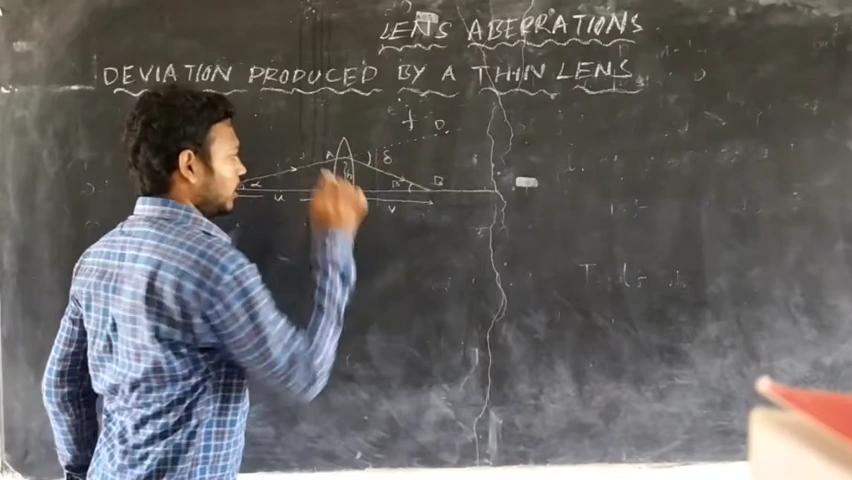 LENS ABERRATIONS
DEVIATION PRODUCED BY A THIN LENS
A δ
α B B
u v